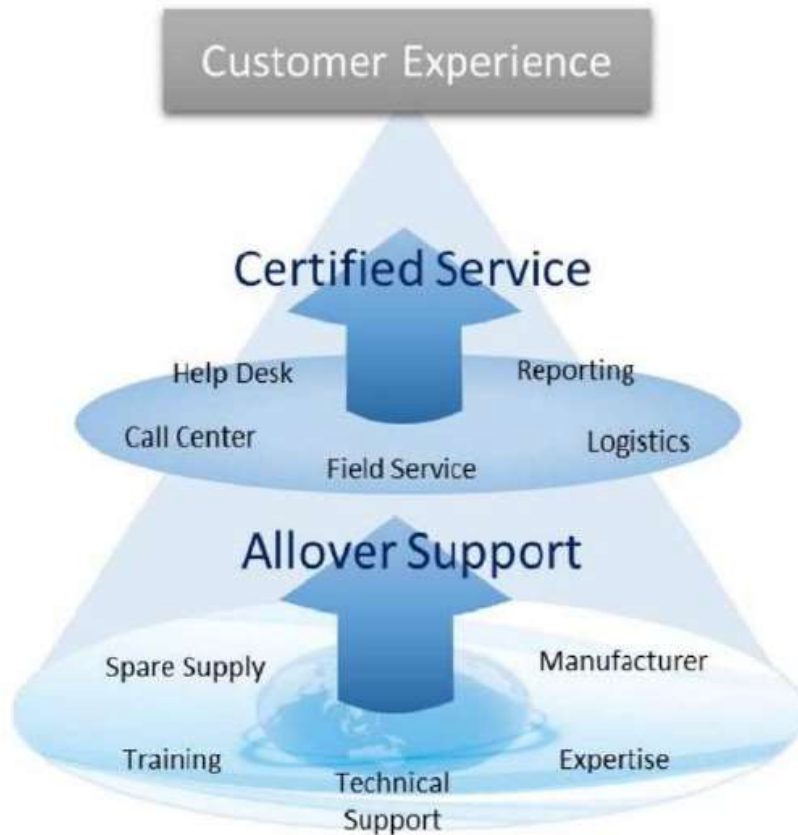 Customer Experience
Certified Service
Help Desk
Reporting
Call Center
Logistics
Field Service
Allover Support
Spare Supply
Manufacturer
Training
Expertise
Technical
Support